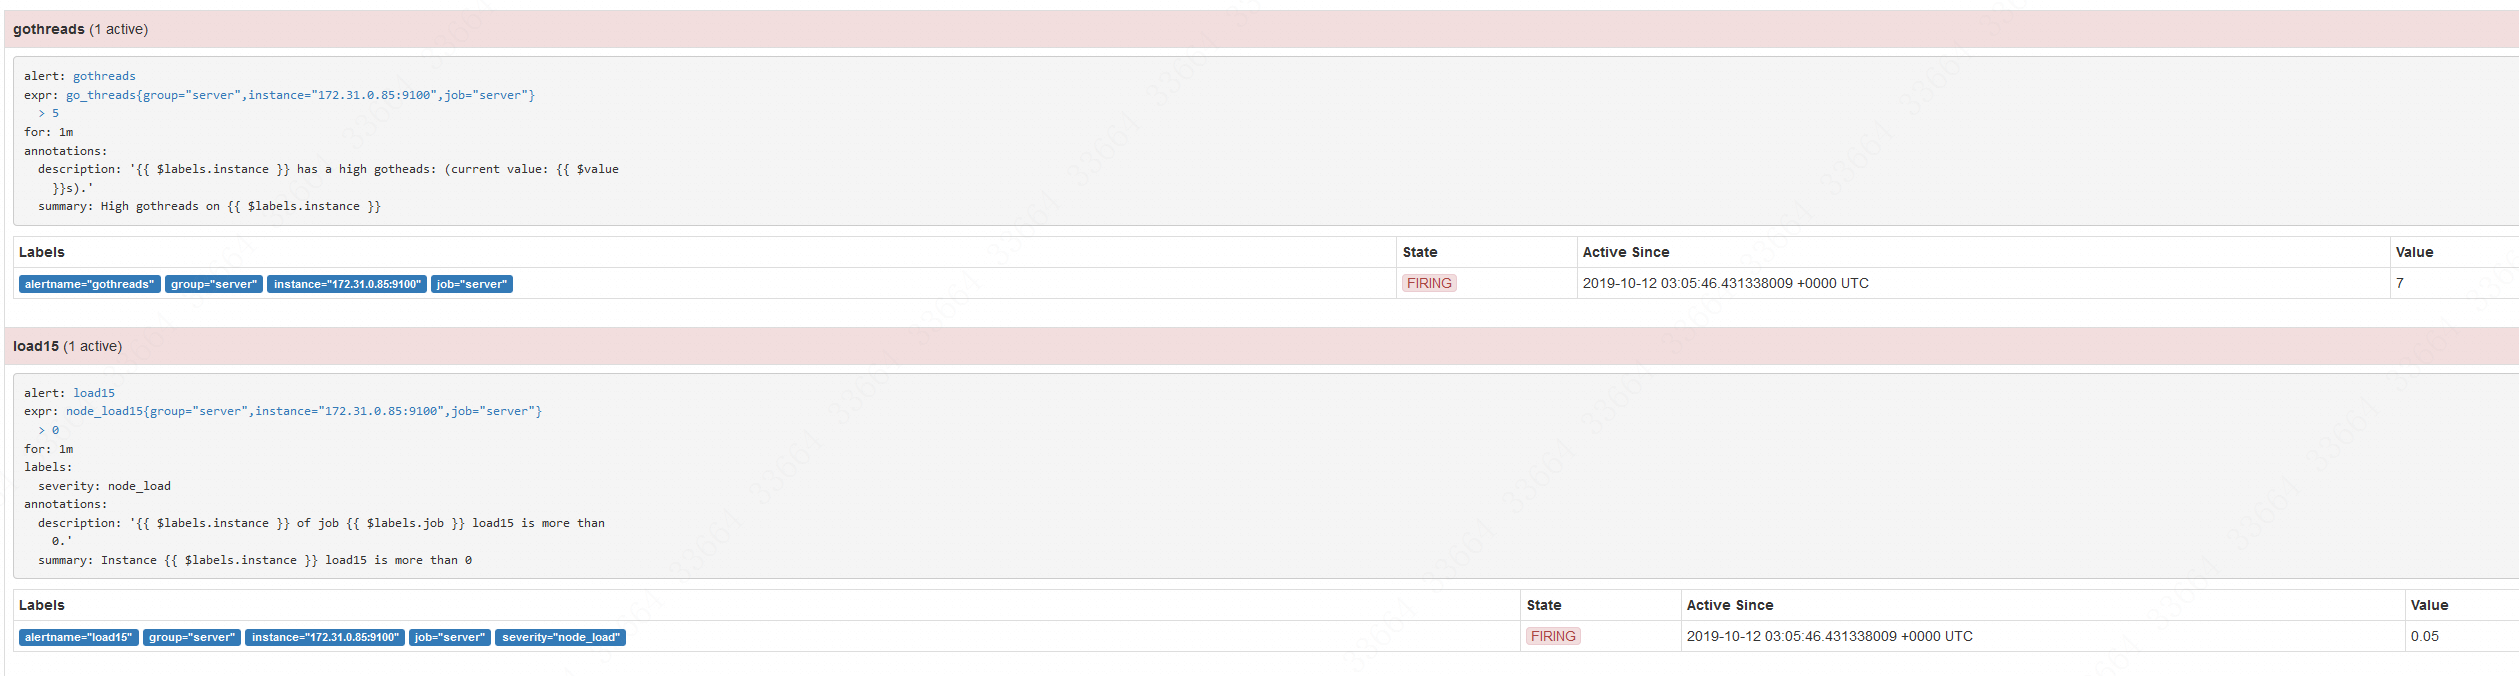 gothreads (1 active)
alert: gothreads
expr: go_threads{group="server",instance="172.31.0.85:9100",job="server"}
> 5
for: 1m
annotations:
description: '{{ $labels.instance }} has a high gotheads: (current value: {{ $value
}}s).'
summary: High gothreads on {{ $labels.instance }}
Labels State Active Since Value
alertname="gothreads" group="server" instance="172.31.0.85:9100" job="server" FIRING 2019-10-12 03:05:46.431338009 +0000 UTC 7
load15 (1 active)
alert: load15
expr: node_load15{group="server",instance="172.31.0.85:9100",job="server"}
> 0
for: 1m
labels:
severity: node_load
annotations:
description: '{{ $labels.instance }} of job {{ $labels.job }} load15 is more than
0.'
summary: Instance {{ $labels.instance }} load15 is more than 0
Labels State Active Since Value
alertname="load15" group="server" instance="172.31.0.85:9100" job="server" severity="node_load" FIRING 2019-10-12 03:05:46.431338009 +0000 UTC 0.05